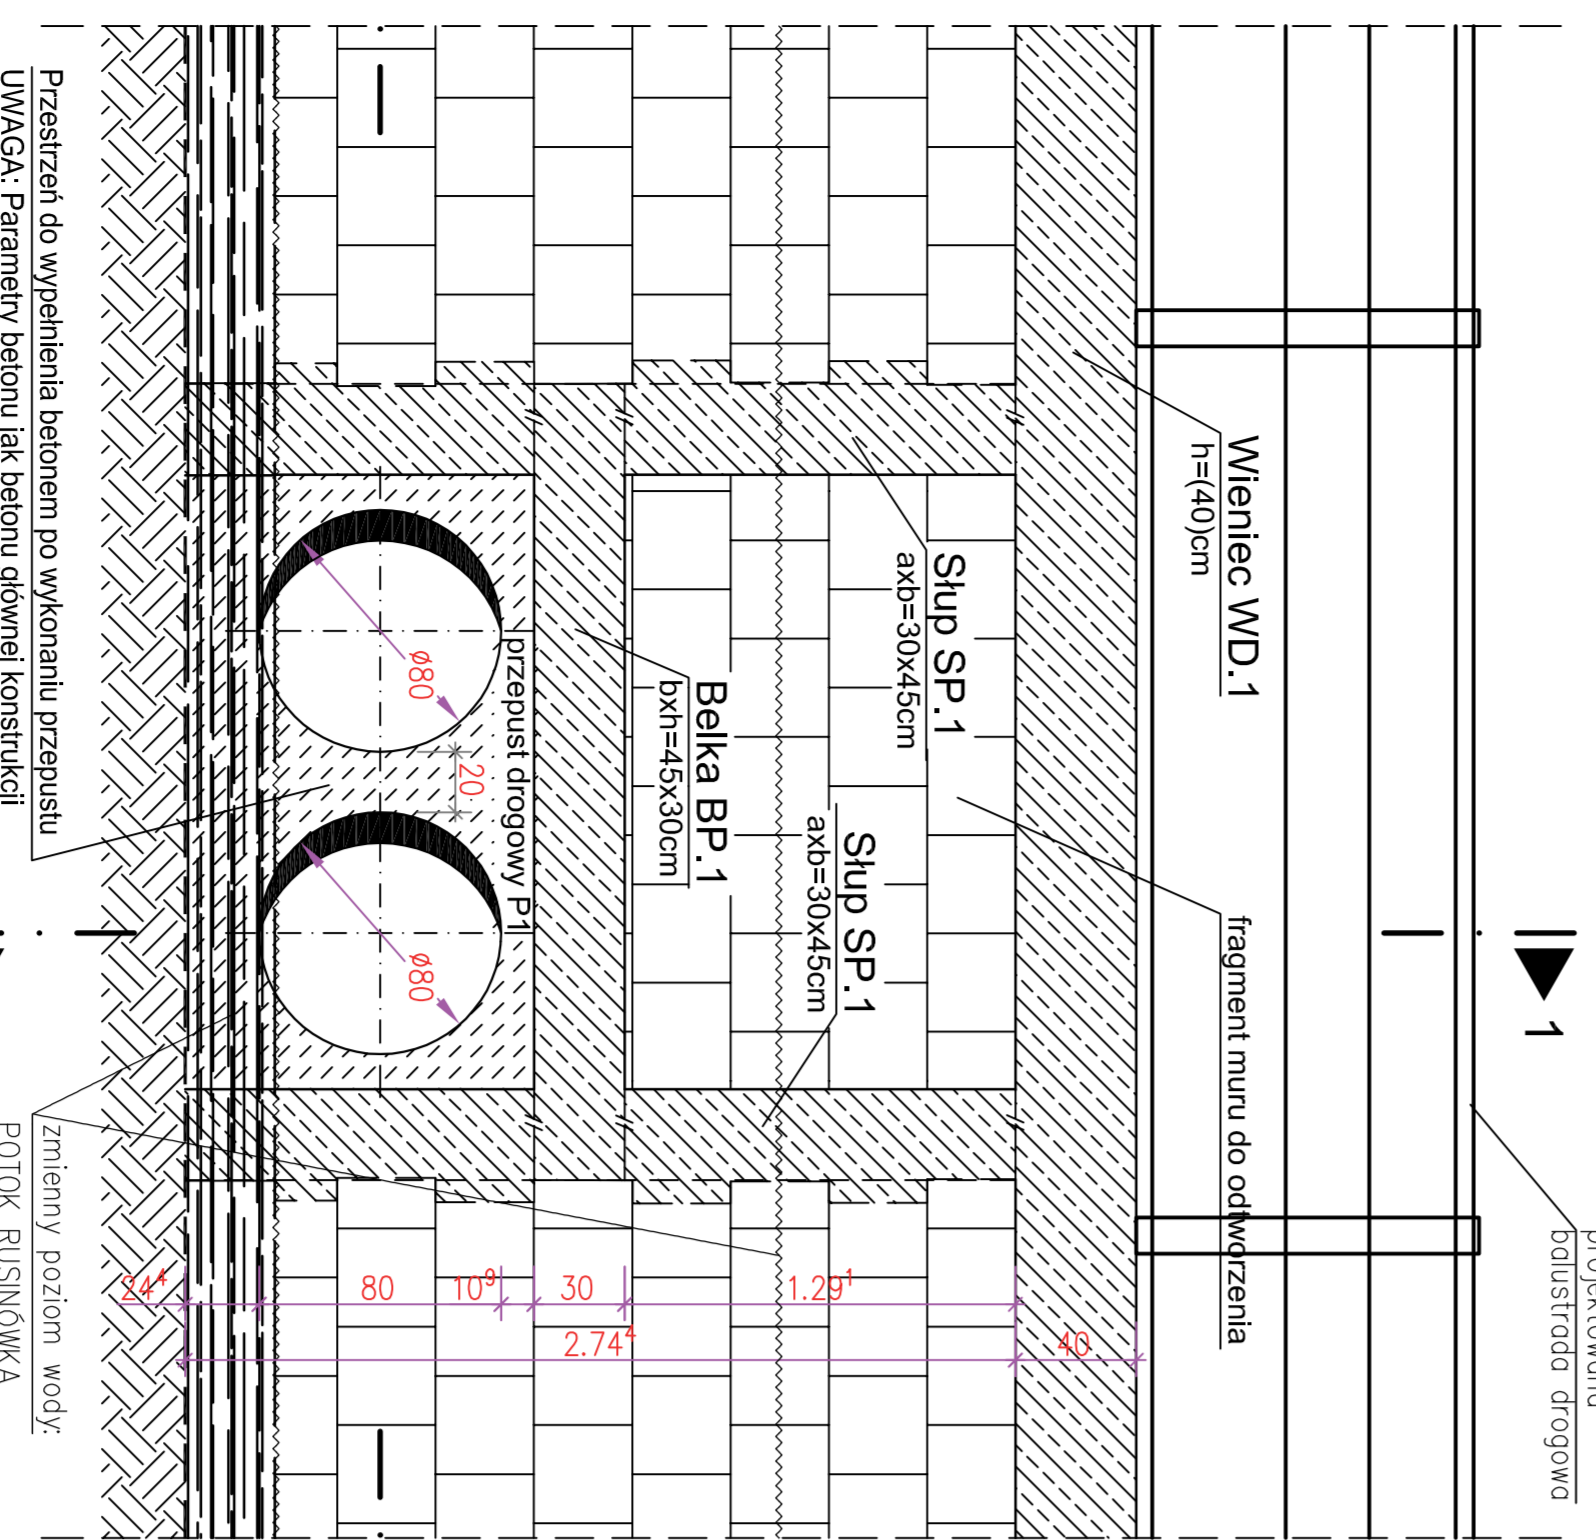 projektowana
balustrada drogowa
1
Wieniec WD.1
h=(40)cm
fragment muru do odtworzenia
Słup SP.1
axb=30x45cm
Słup SP.1
axb=30x45cm
Belka BP.1
bxh=45x30cm
przepust drogowy P1
ø80
20
ø80
40
1.29¹
2.74⁴
30
10⁹
80
24⁴
Przestrzeń do wypełnienia betonem po wykonaniu przepustu
UWAGA: Parametry betonu jak betonu głównej konstrukcji
zmienny poziom wody:
POTOK RUSINÓWKA